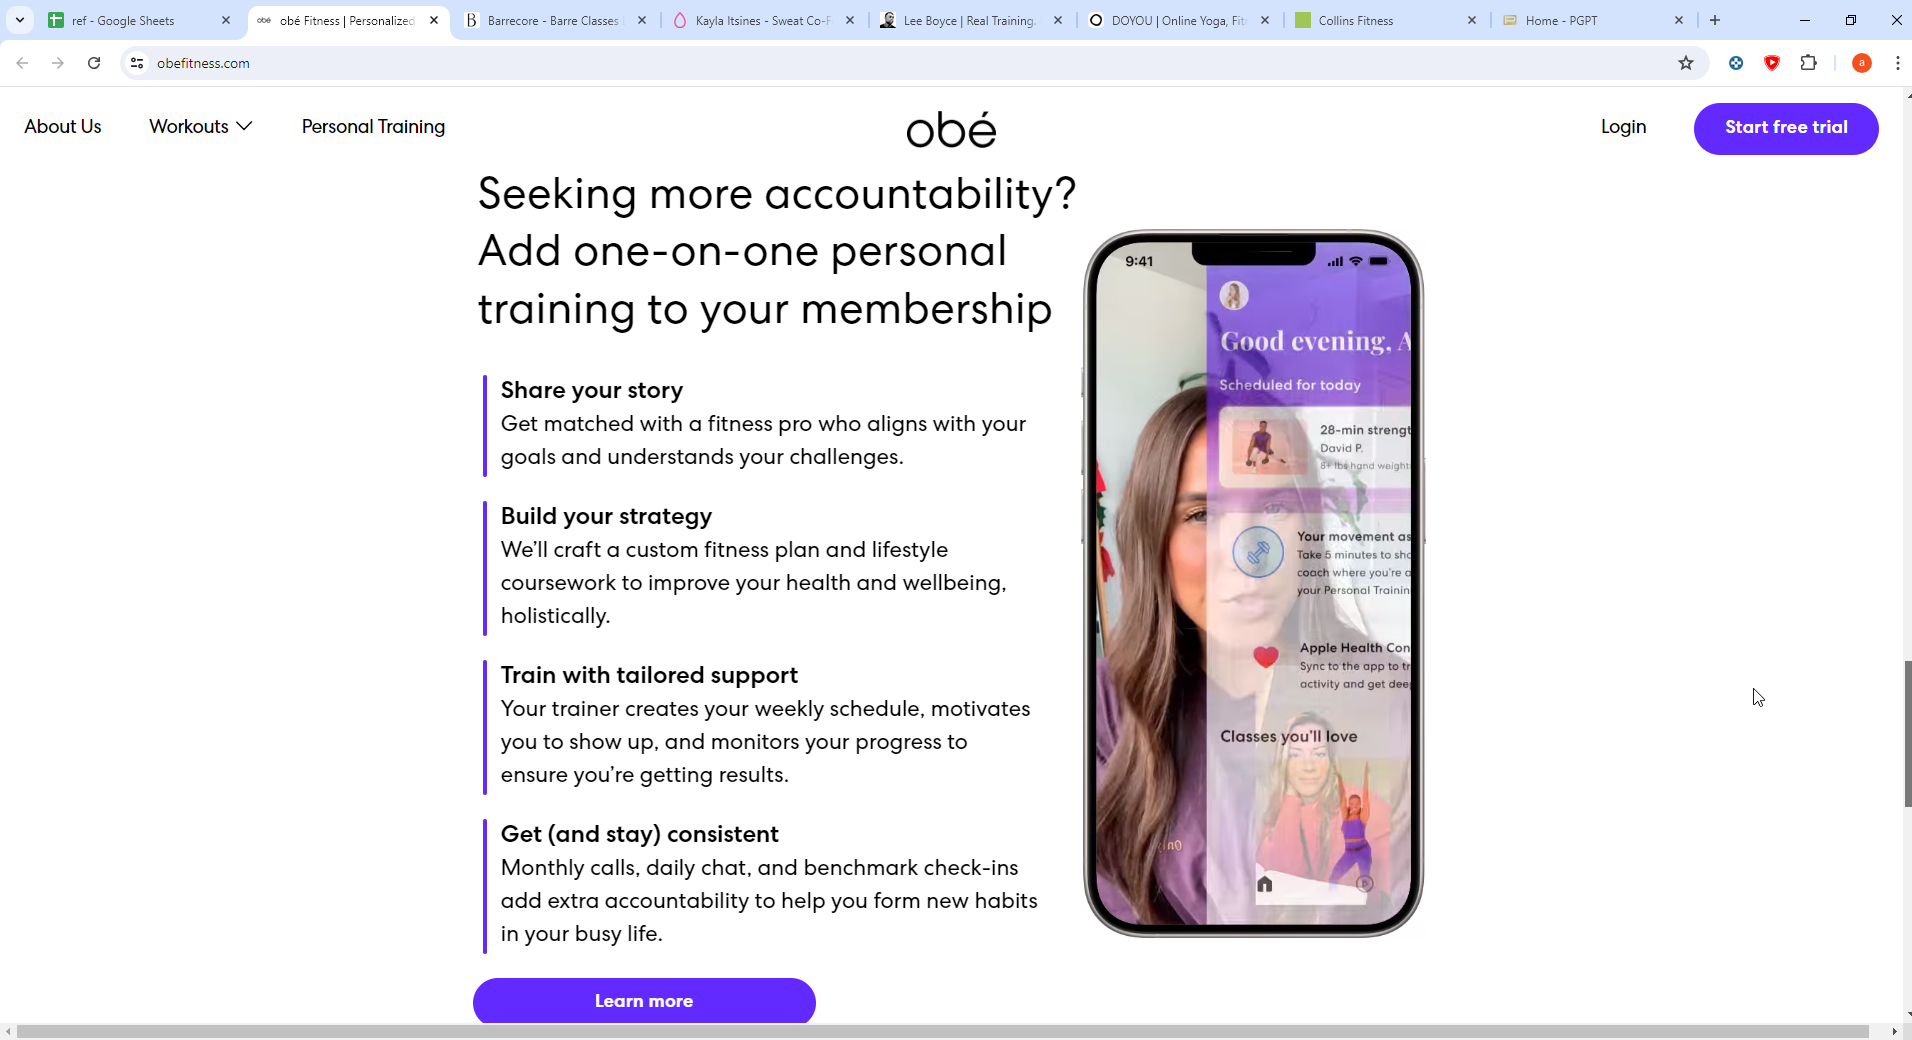 ref - Google Sheets
obé Fitness | Personalized
Barrecore - Barre Classes
Kayla Itsines - Sweat Co-F
Lee Boyce | Real Training
DOYOU | Online Yoga, Fit
Collins Fitness
Home - PGPT
obefitness.com
a
About Us
Workouts
Personal Training
obé
Login
Start free trial
Seeking more accountability?
Add one-on-one personal
training to your membership
Share your story
Get matched with a fitness pro who aligns with your
goals and understands your challenges.
Build your strategy
We’ll craft a custom fitness plan and lifestyle
coursework to improve your health and wellbeing,
holistically.
Train with tailored support
Your trainer creates your weekly schedule, motivates
you to show up, and monitors your progress to
ensure you’re getting results.
Get (and stay) consistent
Monthly calls, daily chat, and benchmark check-ins
add extra accountability to help you form new habits
in your busy life.
Learn more
9:41
Good evening, A
Scheduled for today
28-min strengt
David P.
8+ lbs hand weight
Your movement as
Take 5 minutes to sho
coach where you’re a
your Personal Trainin
Apple Health Con
Sync to the app to tr
activity and get deep
Classes you’ll love